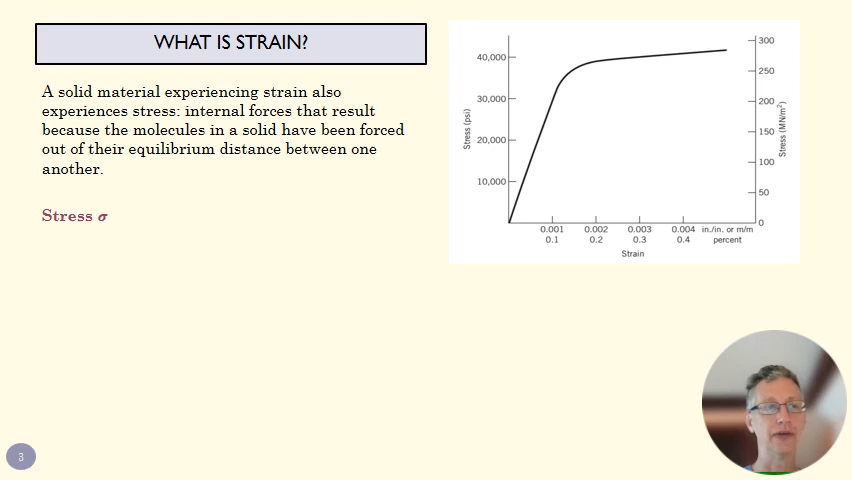 WHAT IS STRAIN?
A solid material experiencing strain also
experiences stress: internal forces that result
because the molecules in a solid have been forced
out of their equilibrium distance between one
another.
Stress σ
40,000
30,000
20,000
10,000
Stress (psi)
300
250
200
150
100
50
0
Stress (MN/m²)
0.001 0.002 0.003 0.004 in./in. or m/m
0.1 0.2 0.3 0.4 percent
Strain
3